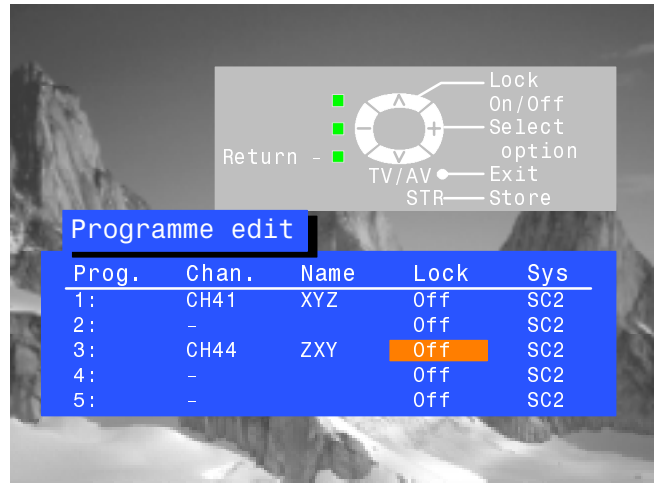 Lock
On/Off
Select
option
Return -
TV/AV Exit
STR Store
Programme edit
Prog. Chan. Name Lock Sys
1: CH41 XYZ Off SC2
2: - Off SC2
3: CH44 ZXY Off SC2
4: - Off SC2
5: - Off SC2